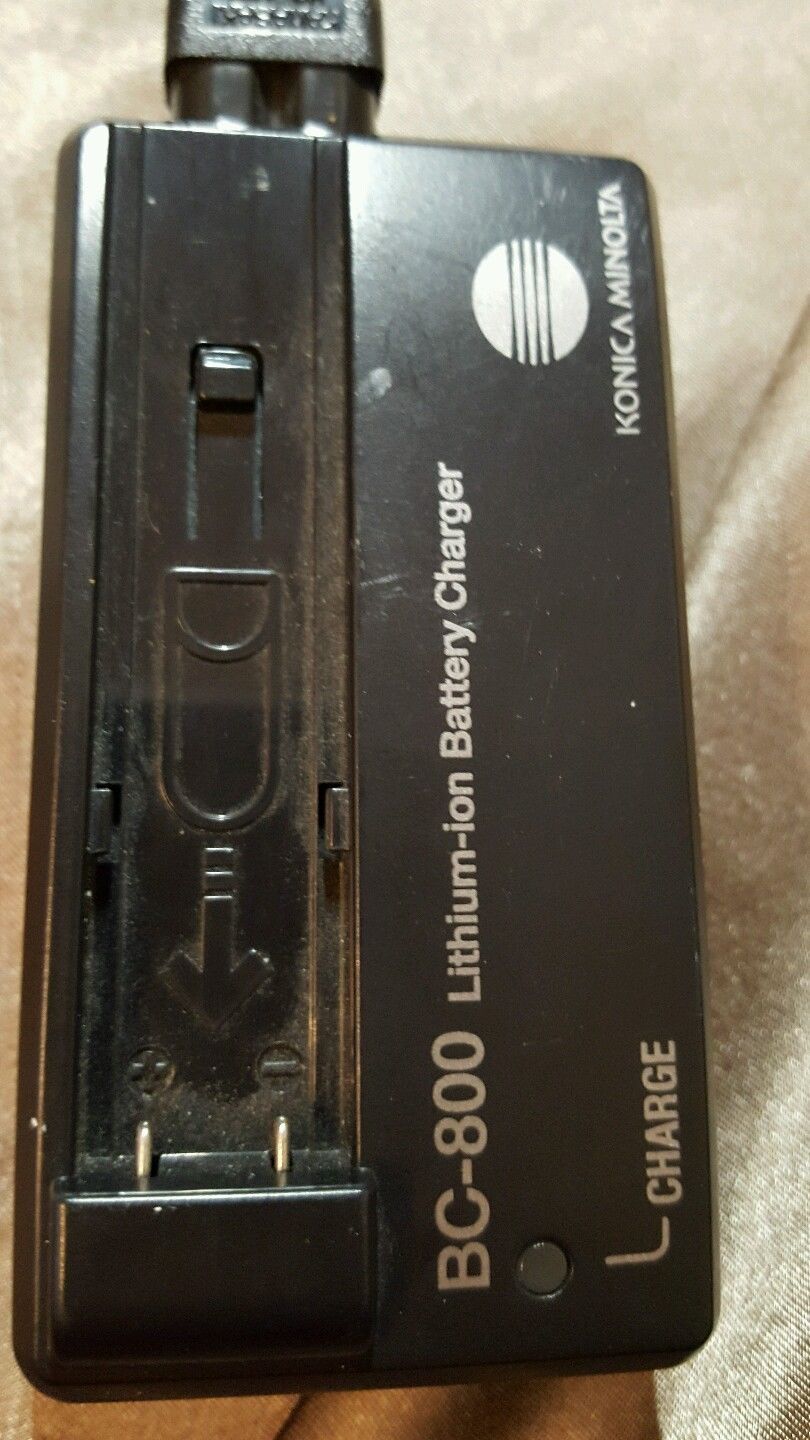 KONICA MINOLTA
BC-800 Lithium-ion Battery Charger
CHARGE
+ −